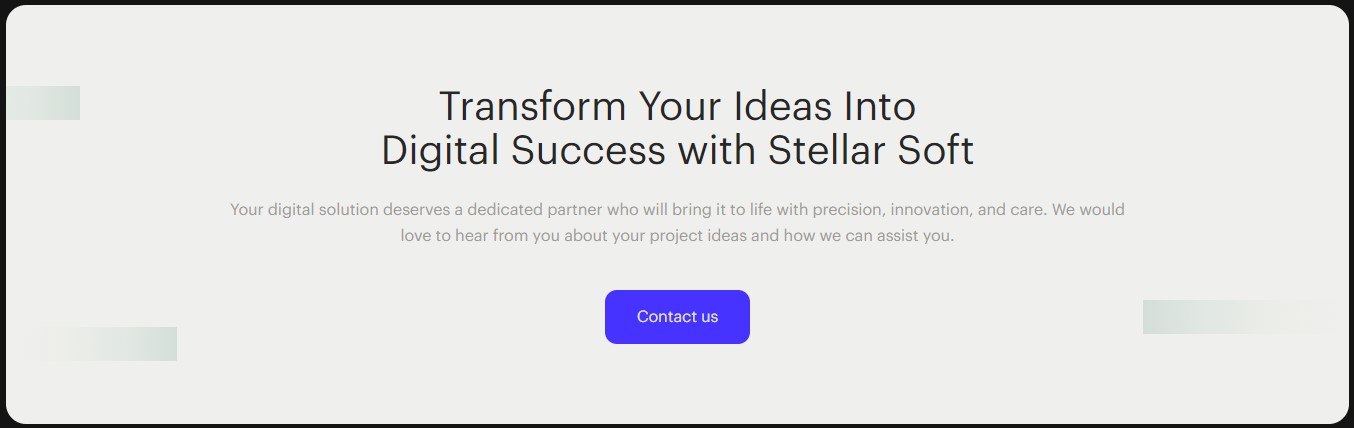 Transform Your Ideas Into
Digital Success with Stellar Soft
Your digital solution deserves a dedicated partner who will bring it to life with precision, innovation, and care. We would
love to hear from you about your project ideas and how we can assist you.
Contact us